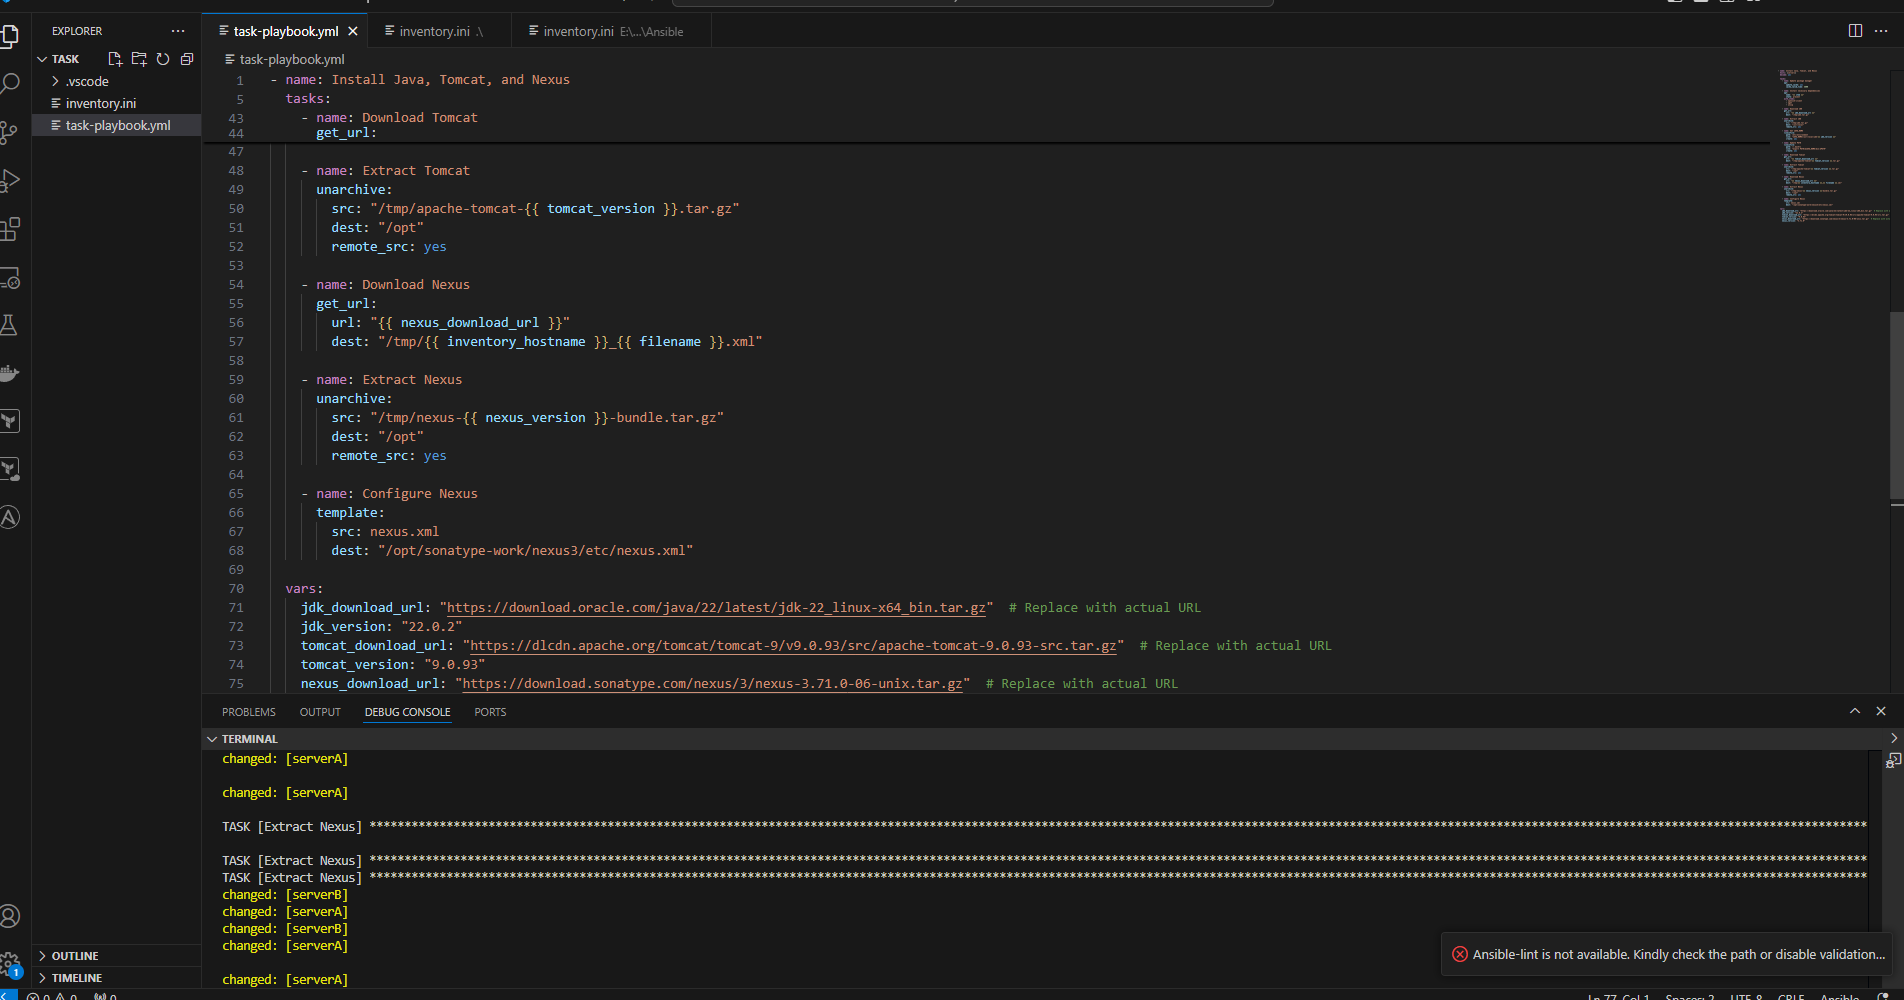 EXPLORER
TASK
.vscode
inventory.ini
task-playbook.yml
OUTLINE
TIMELINE
task-playbook.yml
inventory.ini .\
inventory.ini E:\...\Ansible
task-playbook.yml
1 - name: Install Java, Tomcat, and Nexus
5 tasks:
43 - name: Download Tomcat
44 get_url:
47
48 - name: Extract Tomcat
49 unarchive:
50 src: "/tmp/apache-tomcat-{{ tomcat_version }}.tar.gz"
51 dest: "/opt"
52 remote_src: yes
53
54 - name: Download Nexus
55 get_url:
56 url: "{{ nexus_download_url }}"
57 dest: "/tmp/{{ inventory_hostname }}_{{ filename }}.xml"
58
59 - name: Extract Nexus
60 unarchive:
61 src: "/tmp/nexus-{{ nexus_version }}-bundle.tar.gz"
62 dest: "/opt"
63 remote_src: yes
64
65 - name: Configure Nexus
66 template:
67 src: nexus.xml
68 dest: "/opt/sonatype-work/nexus3/etc/nexus.xml"
69
70 vars:
71 jdk_download_url: "https://download.oracle.com/java/22/latest/jdk-22_linux-x64_bin.tar.gz" # Replace with actual URL
72 jdk_version: "22.0.2"
73 tomcat_download_url: "https://dlcdn.apache.org/tomcat/tomcat-9/v9.0.93/src/apache-tomcat-9.0.93-src.tar.gz" # Replace with actual URL
74 tomcat_version: "9.0.93"
75 nexus_download_url: "https://download.sonatype.com/nexus/3/nexus-3.71.0-06-unix.tar.gz" # Replace with actual URL
PROBLEMS OUTPUT DEBUG CONSOLE PORTS
TERMINAL
changed: [serverA]
changed: [serverA]
TASK [Extract Nexus] ***********************************************************************************************
TASK [Extract Nexus] ***********************************************************************************************
TASK [Extract Nexus] ***********************************************************************************************
changed: [serverB]
changed: [serverA]
changed: [serverB]
changed: [serverA]
changed: [serverA]
Ansible-lint is not available. Kindly check the path or disable validation...
1
0 0 0
Ln 77, Col 1 Spaces: 2 UTF-8 CRLF Ansible